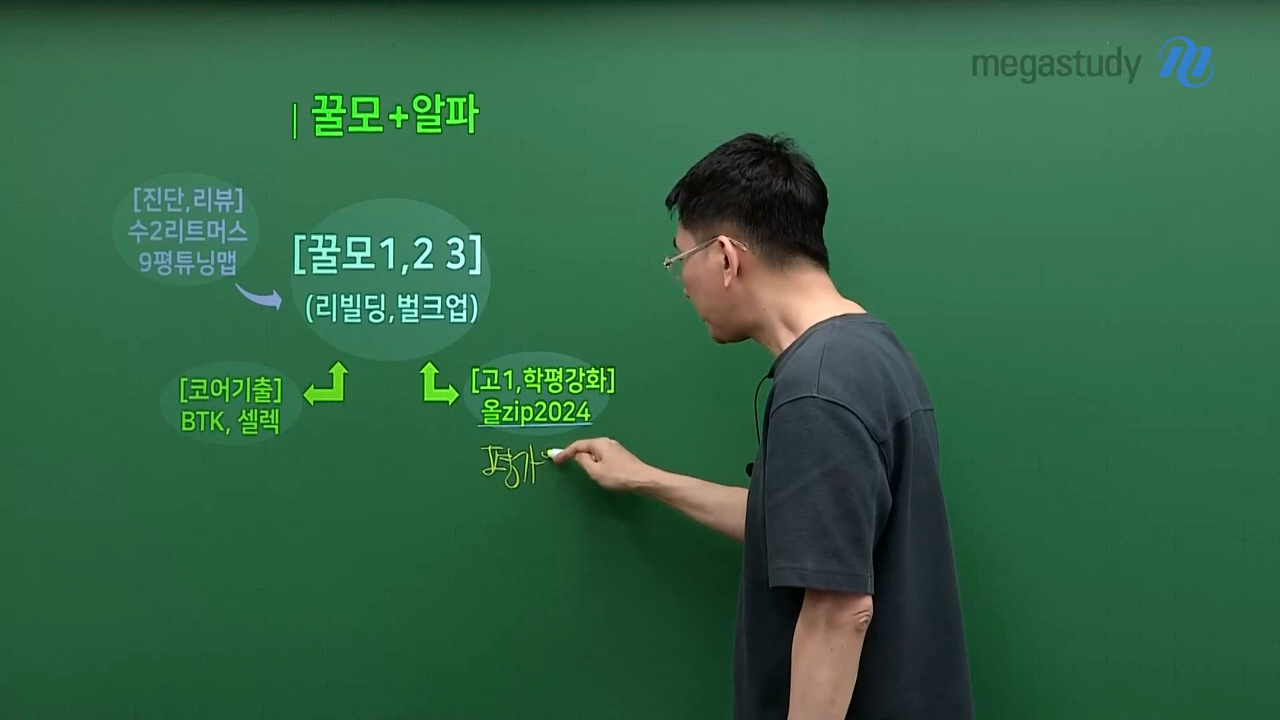 megastudy
꿀모+알파
[진단,리뷰]
수2리트머스
9평튜닝맵
[꿀모1,2 3]
(리빌딩,벌크업)
[코어기출]
BTK, 셀렉
[고1,학평강화]
올zip2024
평가